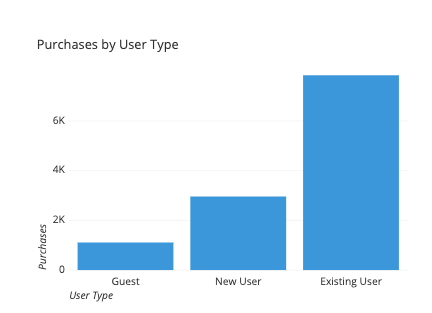 Purchases by User Type
6K
4K
2K
0
Purchases
Guest New User Existing User
User Type